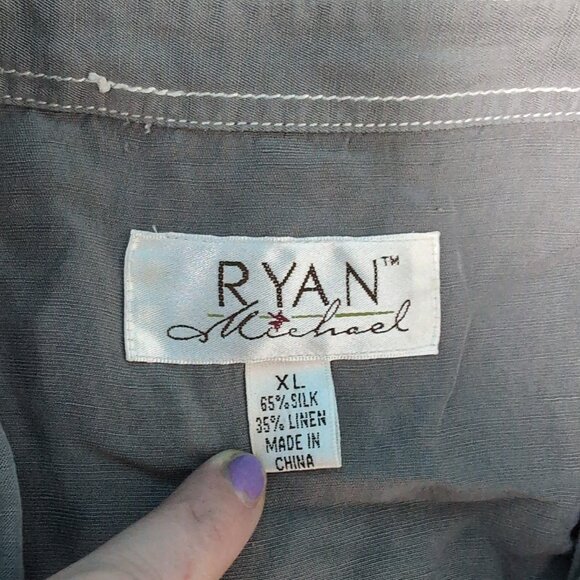 RYAN™
Michael
XL
65% SILK
35% LINEN
MADE IN
CHINA